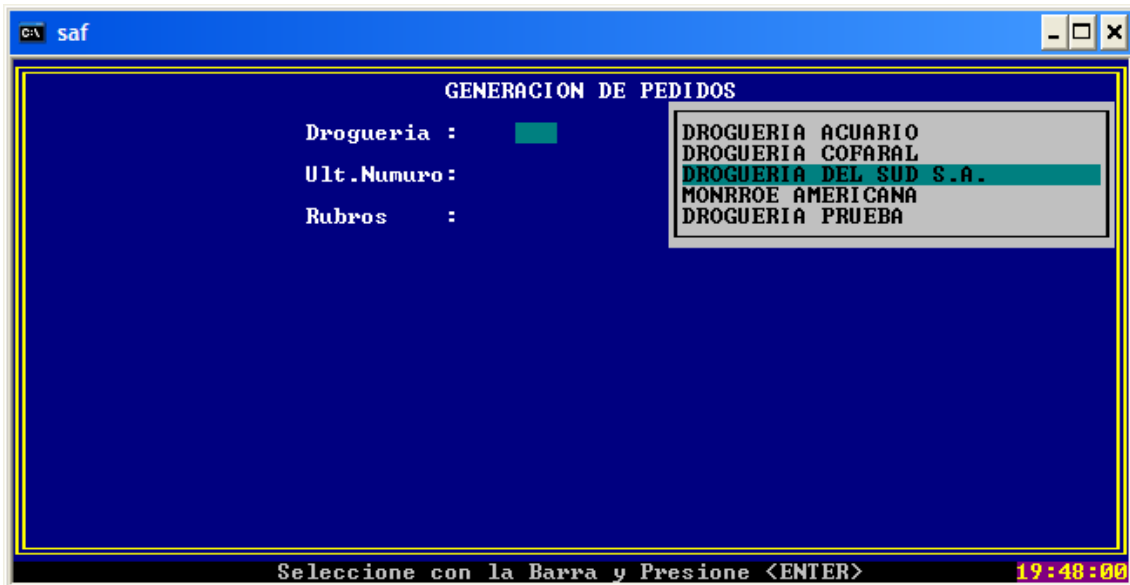 saf
GENERACION DE PEDIDOS
Drogueria :
Ult.Numuro:
Rubros :
DROGUERIA ACUARIO
DROGUERIA COFARAL
DROGUERIA DEL SUD S.A.
MONRROE AMERICANA
DROGUERIA PRUEBA
Seleccione con la Barra y Presione <ENTER> 19:48:00